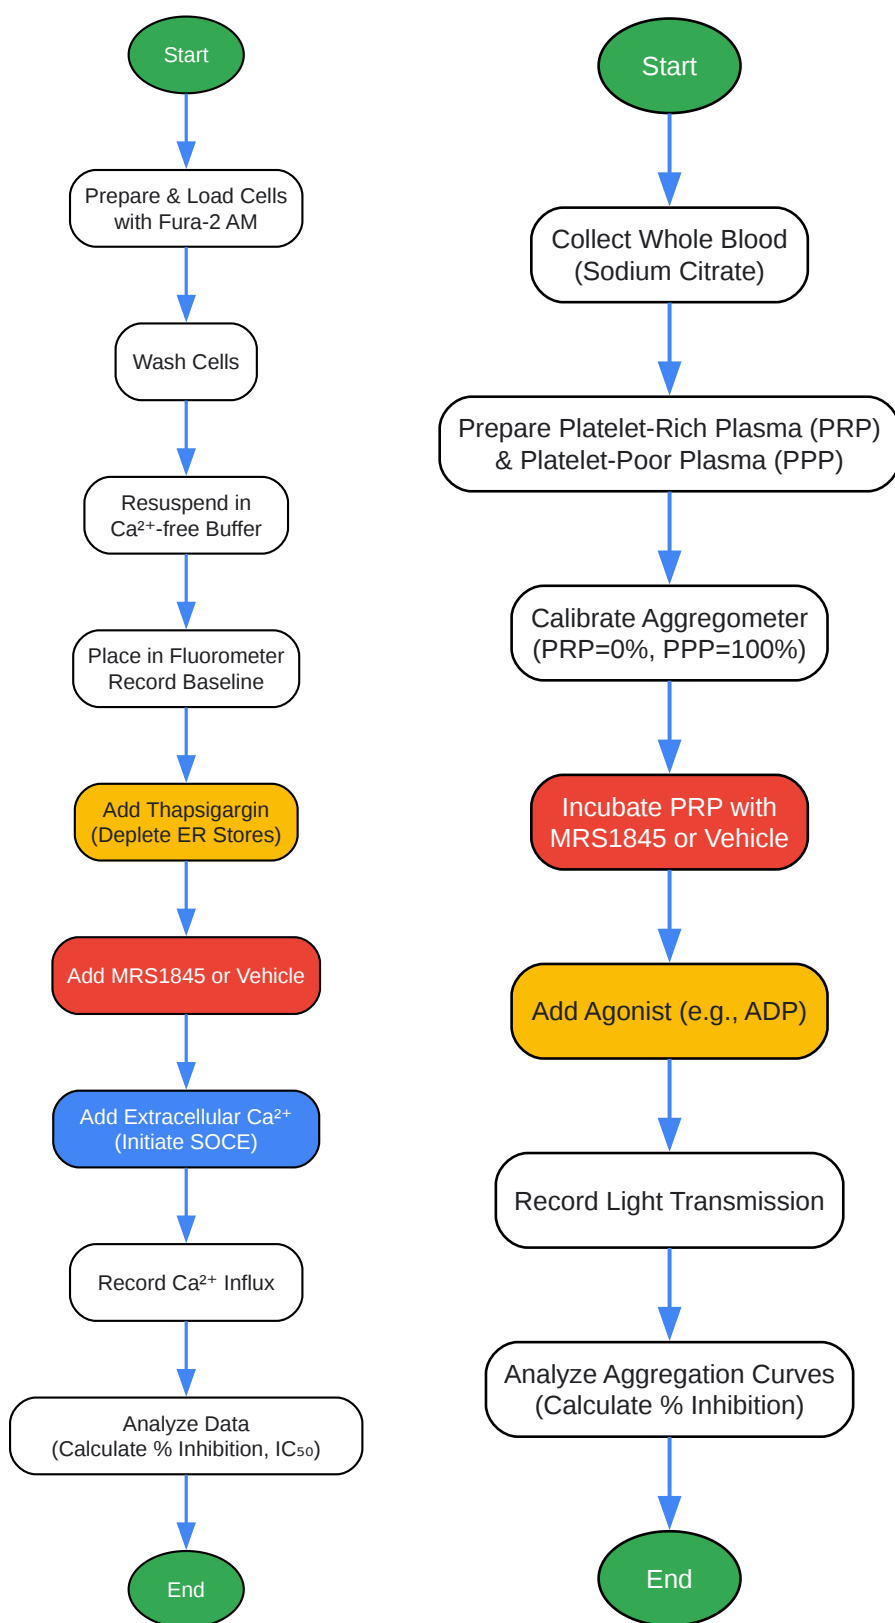 Start
Prepare & Load Cells
with Fura-2 AM
Wash Cells
Resuspend in
Ca²⁺-free Buffer
Place in Fluorometer
Record Baseline
Add Thapsigargin
(Deplete ER Stores)
Add MRS1845 or Vehicle
Add Extracellular Ca²⁺
(Initiate SOCE)
Record Ca²⁺ Influx
Analyze Data
(Calculate % Inhibition, IC₅₀)
End
Start
Collect Whole Blood
(Sodium Citrate)
Prepare Platelet-Rich Plasma (PRP)
& Platelet-Poor Plasma (PPP)
Calibrate Aggregometer
(PRP=0%, PPP=100%)
Incubate PRP with
MRS1845 or Vehicle
Add Agonist (e.g., ADP)
Record Light Transmission
Analyze Aggregation Curves
(Calculate % Inhibition)
End